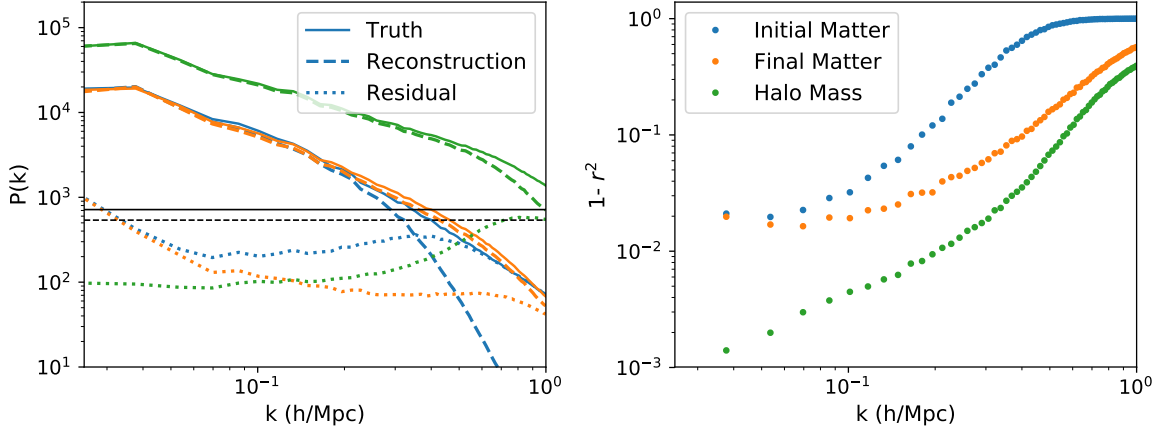 P(k)
10⁵
10⁴
10³
10²
10¹
Truth
Reconstruction
Residual
10⁻¹
10⁰
k (h/Mpc)
1- r²
10⁰
10⁻¹
10⁻²
10⁻³
Initial Matter
Final Matter
Halo Mass
10⁻¹
10⁰
k (h/Mpc)